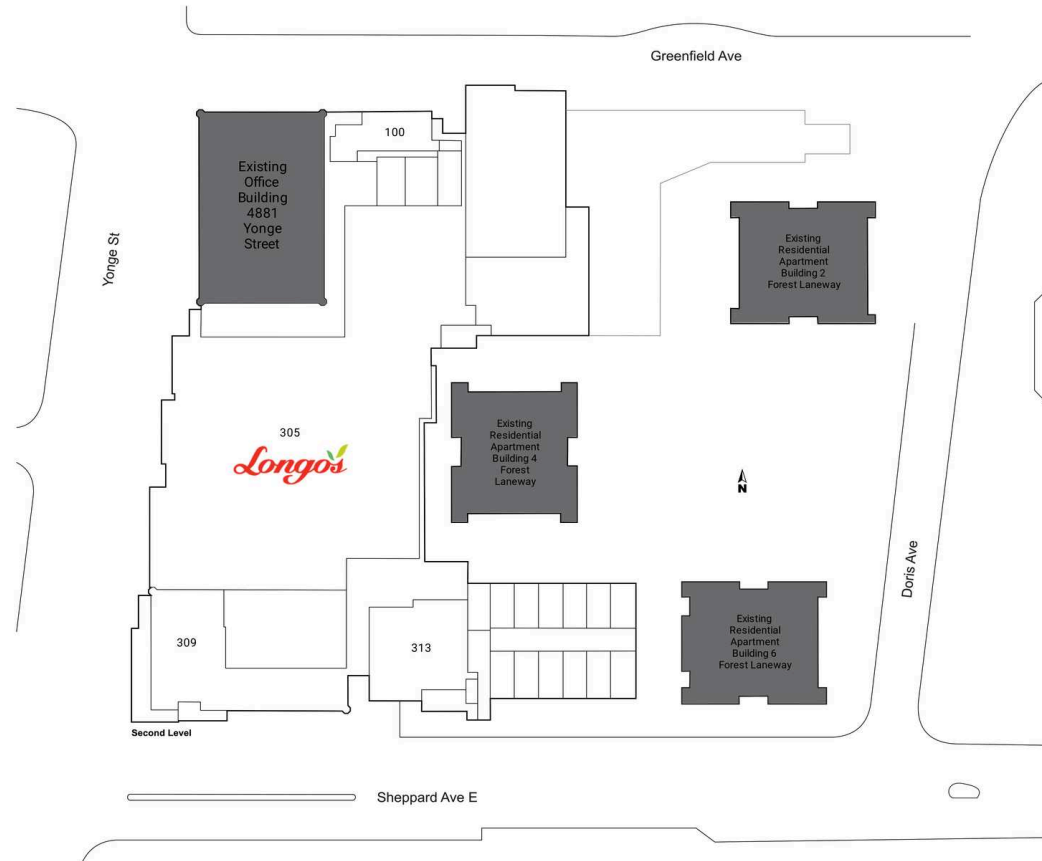 Greenfield Ave
100
Existing
Office
Building
4881
Yonge
Street
Yonge St
Existing
Residential
Apartment
Building 2
Forest Laneway
305
Longo's
Existing
Residential
Apartment
Building 4
Forest
Laneway
N
Doris Ave
309
313
Existing
Residential
Apartment
Building 6
Forest Laneway
Second Level
Sheppard Ave E